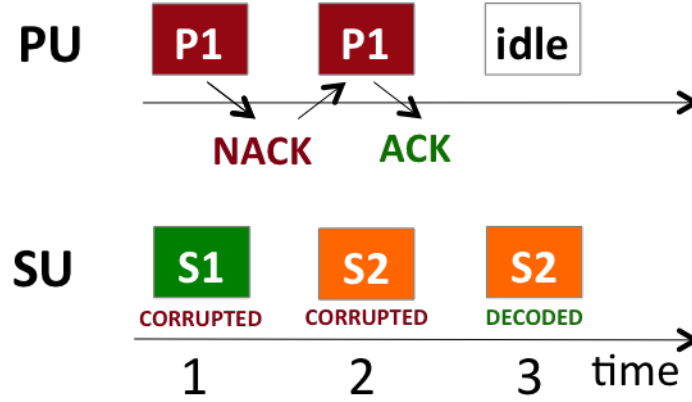 PU P1 P1 idle
NACK ACK
SU S1 S2 S2
CORRUPTED CORRUPTED DECODED
1 2 3 time